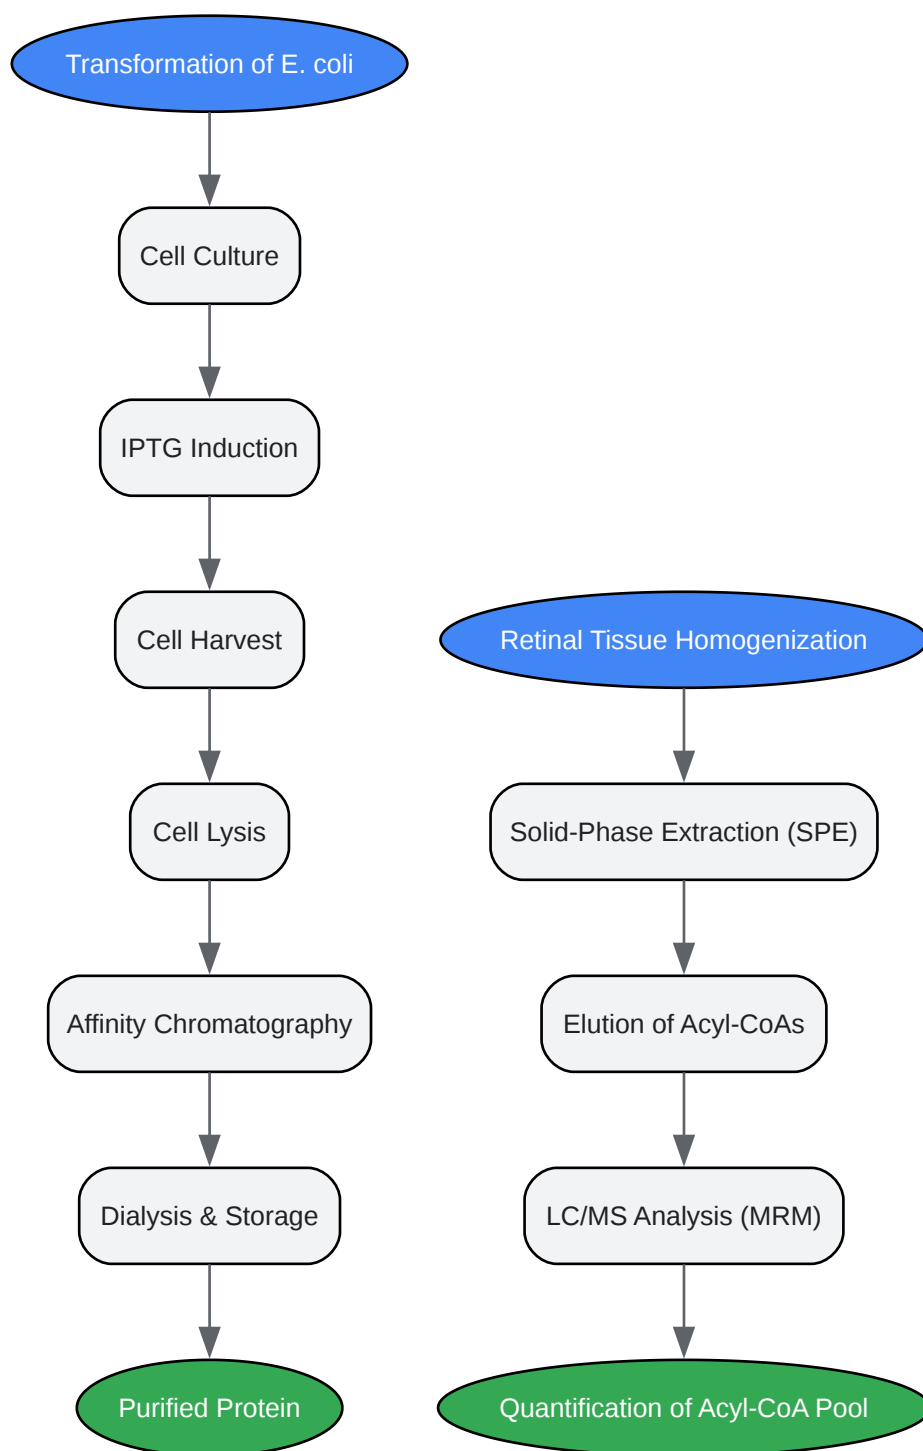 Transformation of E. coli
Cell Culture
IPTG Induction
Cell Harvest
Cell Lysis
Affinity Chromatography
Dialysis & Storage
Purified Protein
Retinal Tissue Homogenization
Solid-Phase Extraction (SPE)
Elution of Acyl-CoAs
LC/MS Analysis (MRM)
Quantification of Acyl-CoA Pool